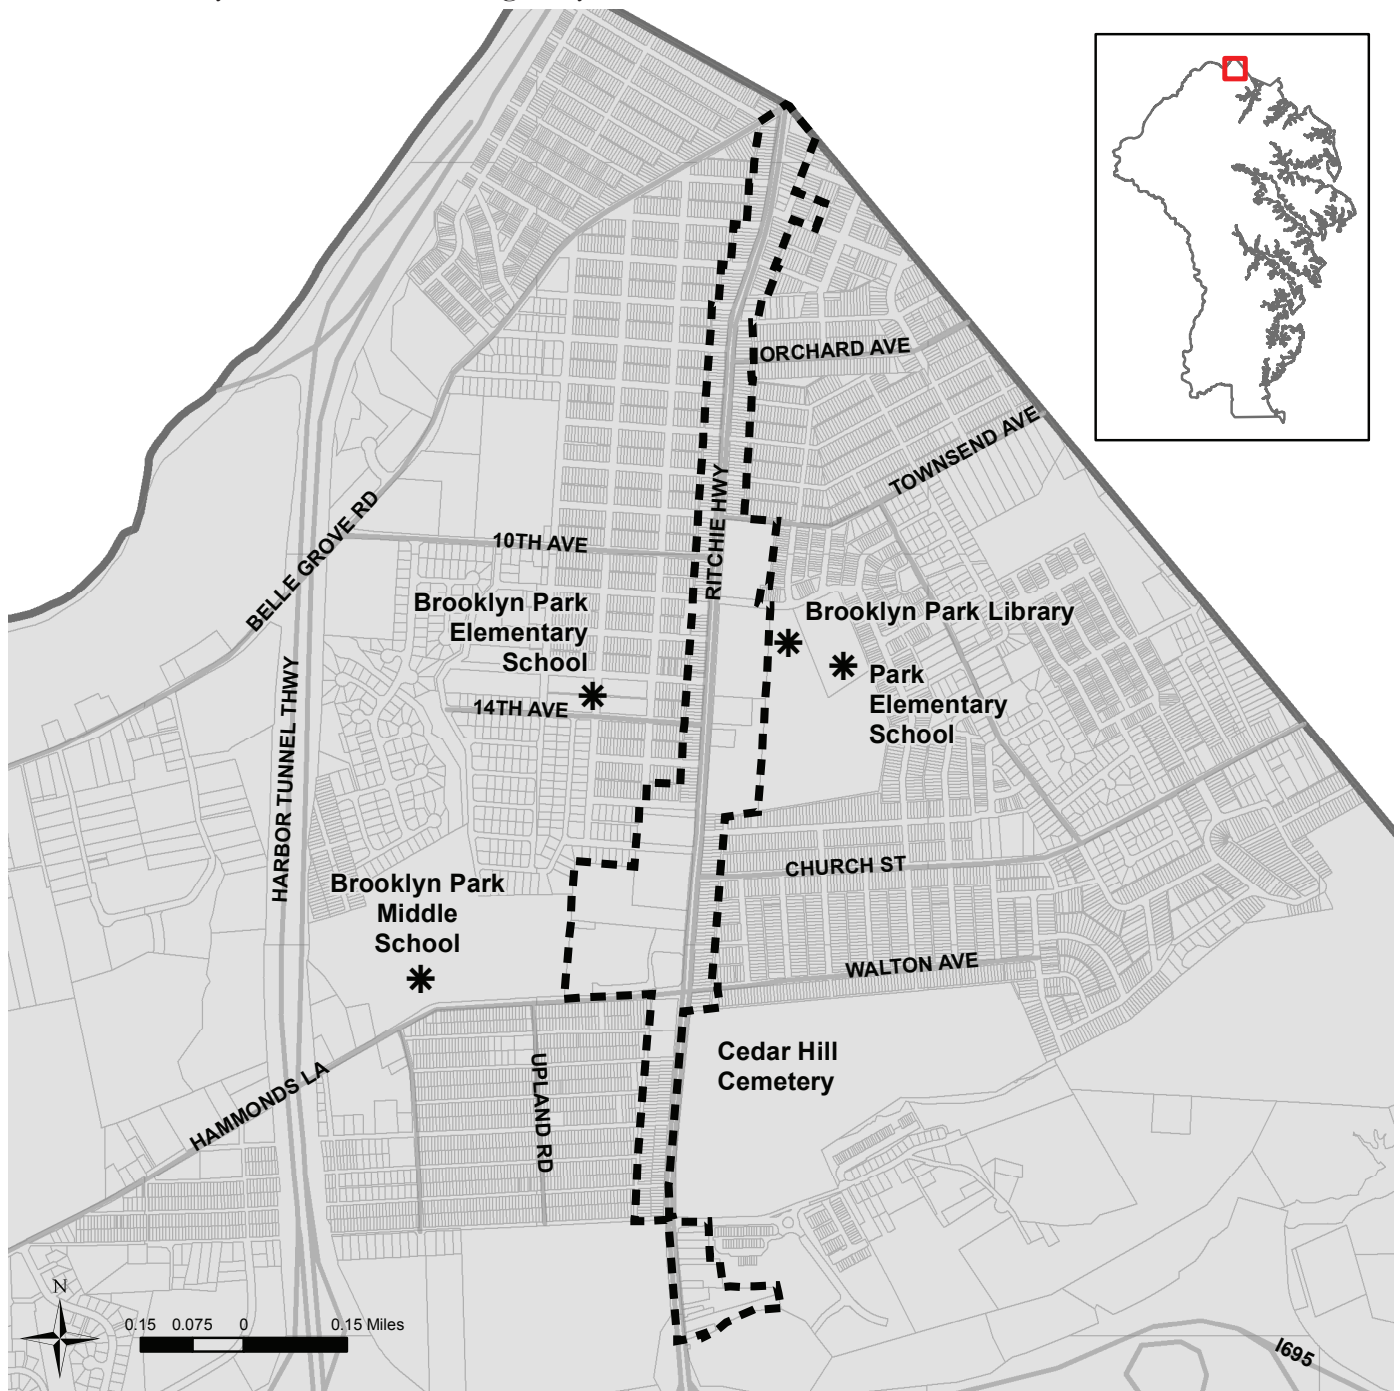 ORCHARD AVE
TOWNSEND AVE
RITCHIE HWY
BELLE GROVE RD
10TH AVE
Brooklyn Park
Elementary
School
Brooklyn Park Library
Park
Elementary
School
14TH AVE
HARBOR TUNNEL THWY
CHURCH ST
Brooklyn Park
Middle
School
WALTON AVE
Cedar Hill
Cemetery
UPLAND RD
HAMMONDS LA
N
0.15 0.075 0 0.15 Miles
I695